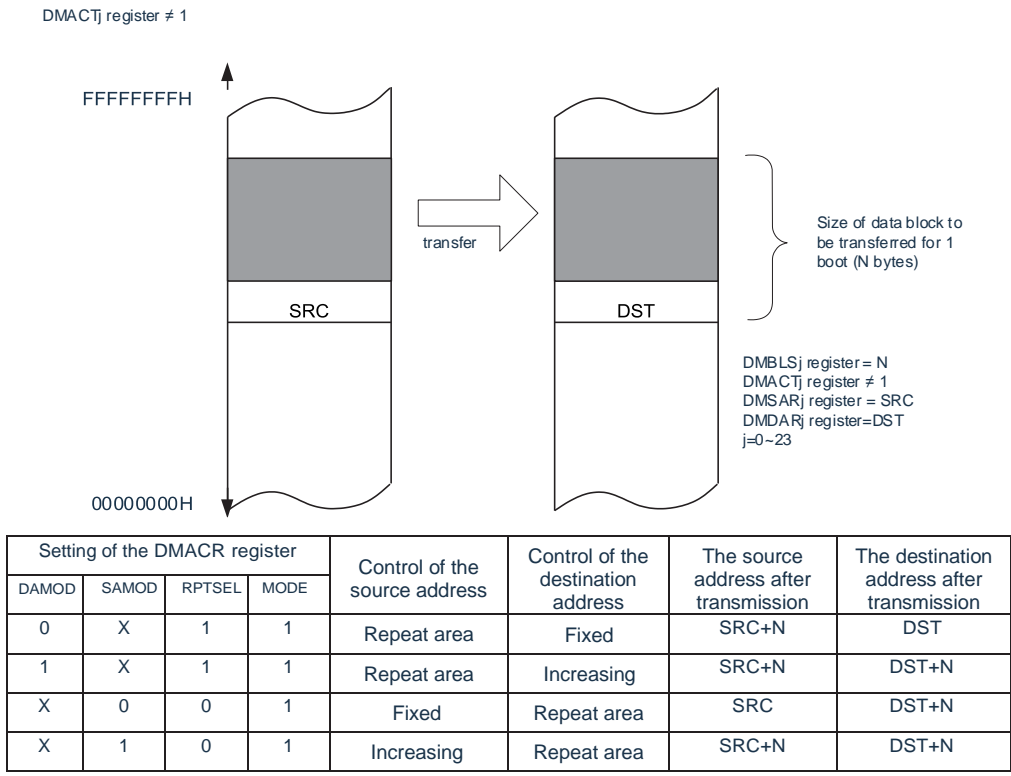 DMACTj register ≠ 1
FFFFFFFFH
transfer
SRC
DST
Size of data block to
be transferred for 1
boot (N bytes)
DMBLSj register = N
DMACTj register ≠ 1
DMSARj register = SRC
DMDARj register=DST
j=0~23
00000000H
Setting of the DMACR register
Control of the
source address
Control of the
destination
address
The source
address after
transmission
The destination
address after
transmission
DAMOD SAMOD RPTSEL MODE
0 X 1 1 Repeat area Fixed SRC+N DST
1 X 1 1 Repeat area Increasing SRC+N DST+N
X 0 0 1 Fixed Repeat area SRC DST+N
X 1 0 1 Increasing Repeat area SRC+N DST+N